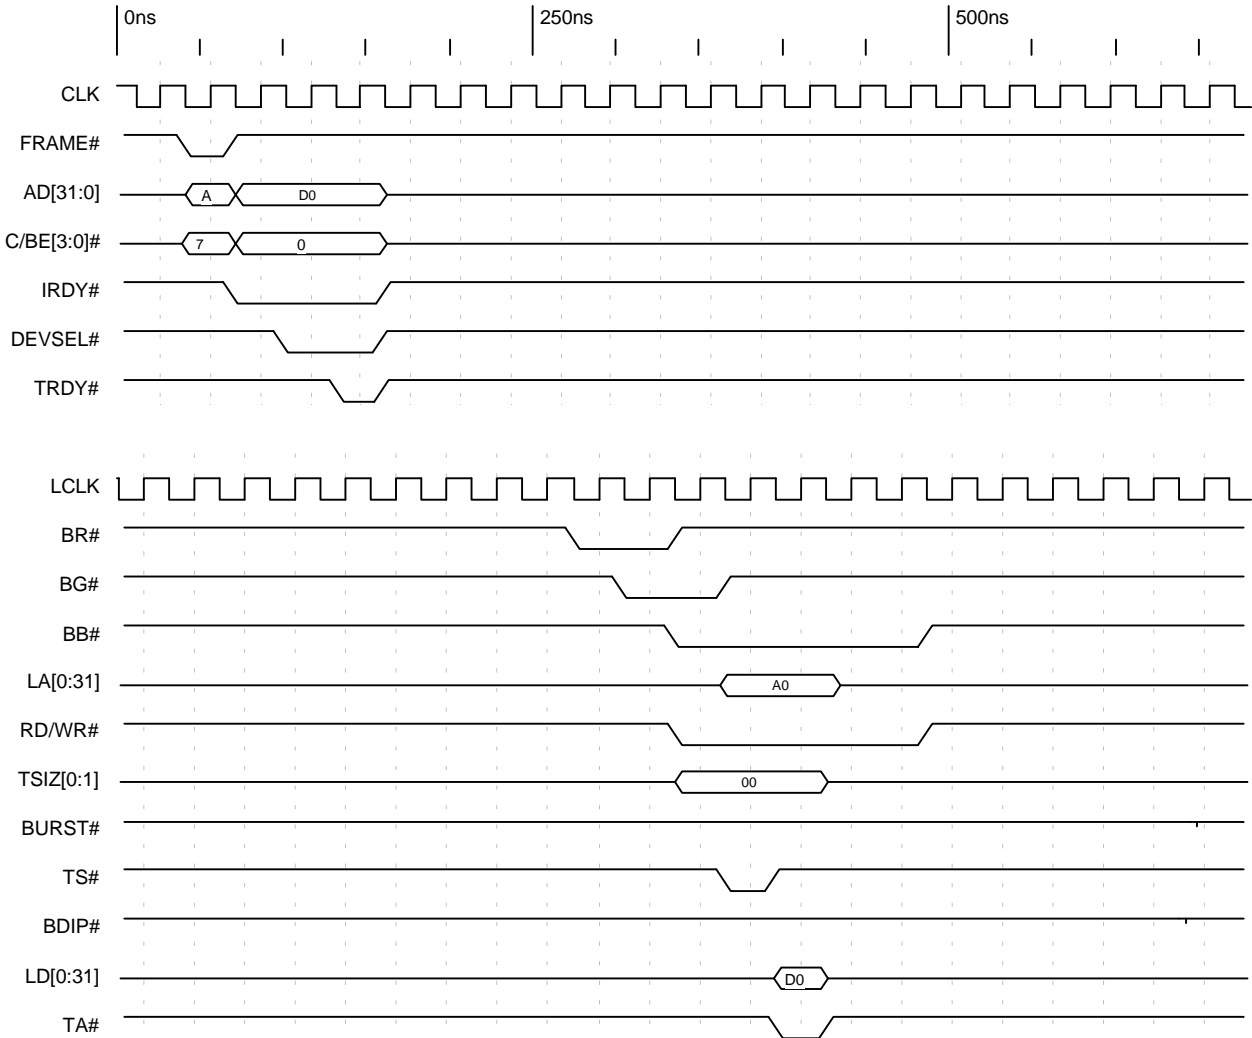 0ns 250ns 500ns
CLK
FRAME#
AD[31:0] A D0
C/BE[3:0]# 7 0
IRDY#
DEVSEL#
TRDY#
LCLK
BR#
BG#
BB#
LA[0:31] A0
RD/WR#
TSIZ[0:1] 00
BURST#
TS#
BDIP#
LD[0:31] D0
TA#